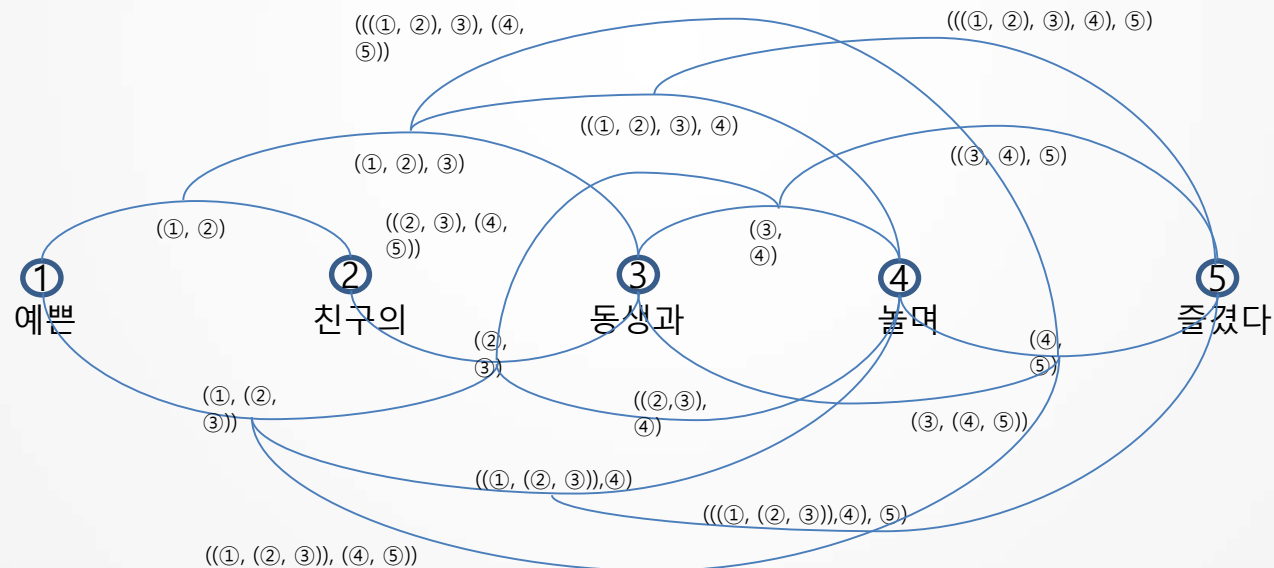 (((①, ②), ③), (④,
⑤))
(((①, ②), ③), ④), ⑤)
((①, ②), ③), ④)
(①, ②), ③)
((③, ④), ⑤)
(①, ②)
((②, ③), (④,
⑤))
(③,
④)
1
2
3
4
5
예쁜
친구의
동생과
놀며
즐겼다
(②,
③)
(④,
⑤)
(①, (②,
③))
((②,③),
④)
(③, (④, ⑤))
((①, (②, ③)),④)
(((①, (②, ③)),④), ⑤)
((①, (②, ③)), (④, ⑤))